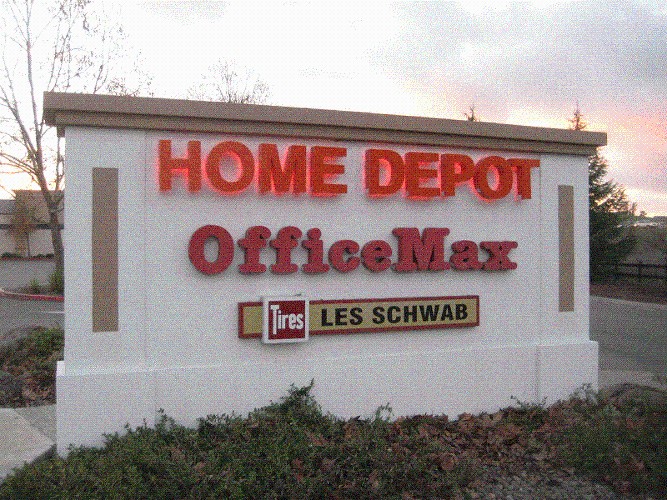 HOME DEPOT
OfficeMax
Tires LES SCHWAB